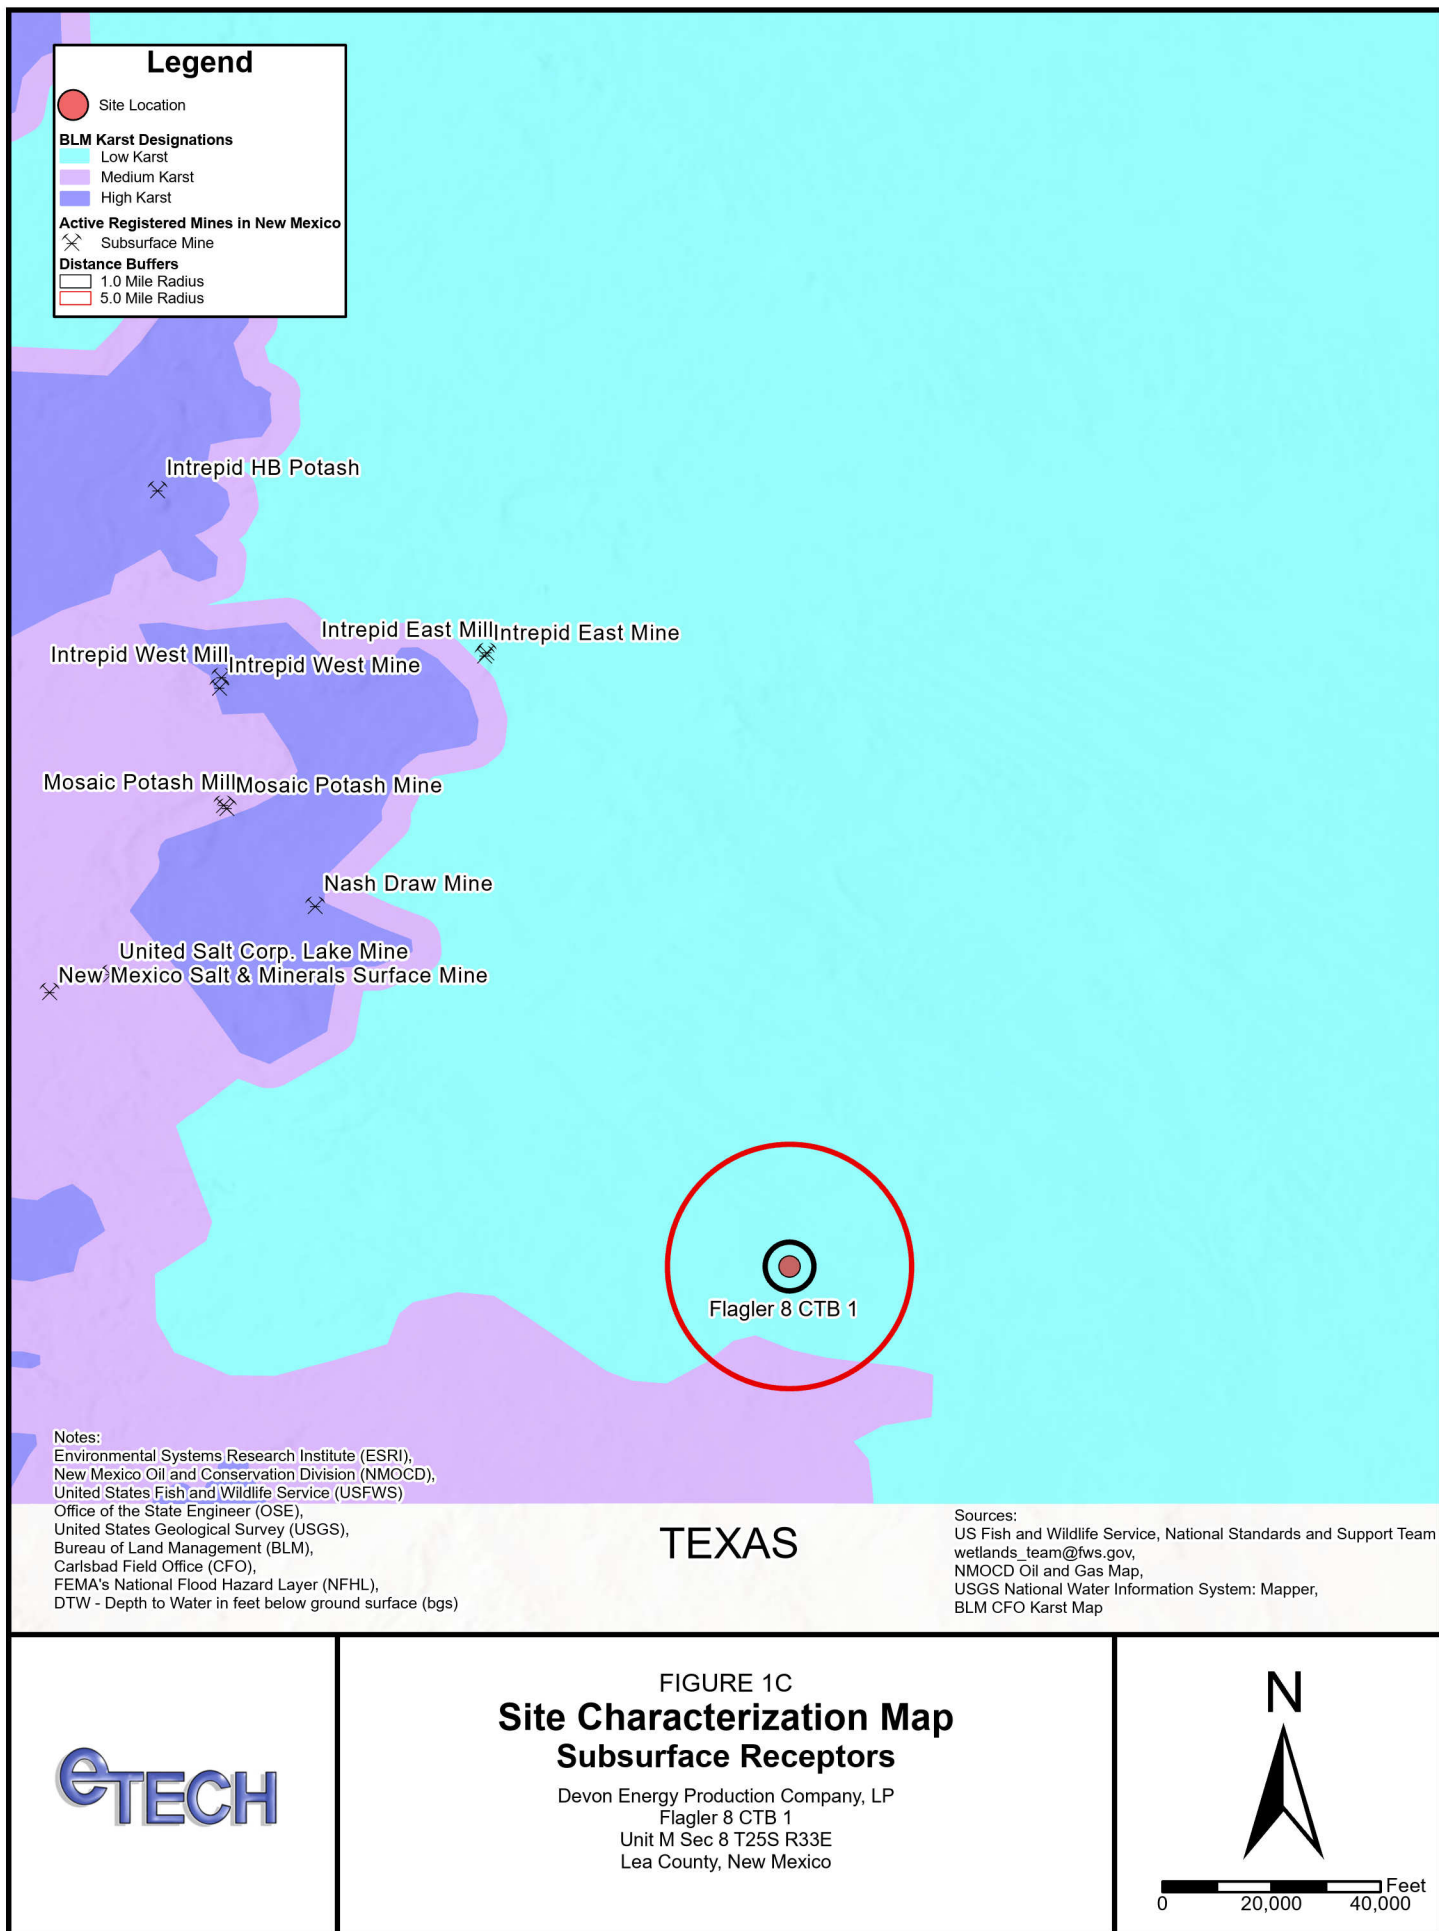 Legend
Site Location
BLM Karst Designations
Low Karst
Medium Karst
High Karst
Active Registered Mines in New Mexico
Subsurface Mine
Distance Buffers
1.0 Mile Radius
5.0 Mile Radius
Intrepid HB Potash
Intrepid East Mill
Intrepid East Mine
Intrepid West Mill
Intrepid West Mine
Mosaic Potash Mill
Mosaic Potash Mine
Nash Draw Mine
United Salt Corp. Lake Mine
New Mexico Salt & Minerals Surface Mine
Flagler 8 CTB 1
Notes:
Environmental Systems Research Institute (ESRI),
New Mexico Oil and Conservation Division (NMOCD),
United States Fish and Wildlife Service (USFWS)
Office of the State Engineer (OSE),
United States Geological Survey (USGS),
Bureau of Land Management (BLM),
Carlsbad Field Office (CFO),
FEMA's National Flood Hazard Layer (NFHL),
DTW - Depth to Water in feet below ground surface (bgs)
TEXAS
Sources:
US Fish and Wildlife Service, National Standards and Support Team
wetlands_team@fws.gov,
NMOCD Oil and Gas Map,
USGS National Water Information System: Mapper,
BLM CFO Karst Map
eTECH
FIGURE 1C
Site Characterization Map
Subsurface Receptors
Devon Energy Production Company, LP
Flagler 8 CTB 1
Unit M Sec 8 T25S R33E
Lea County, New Mexico
N
Feet
0 20,000 40,000